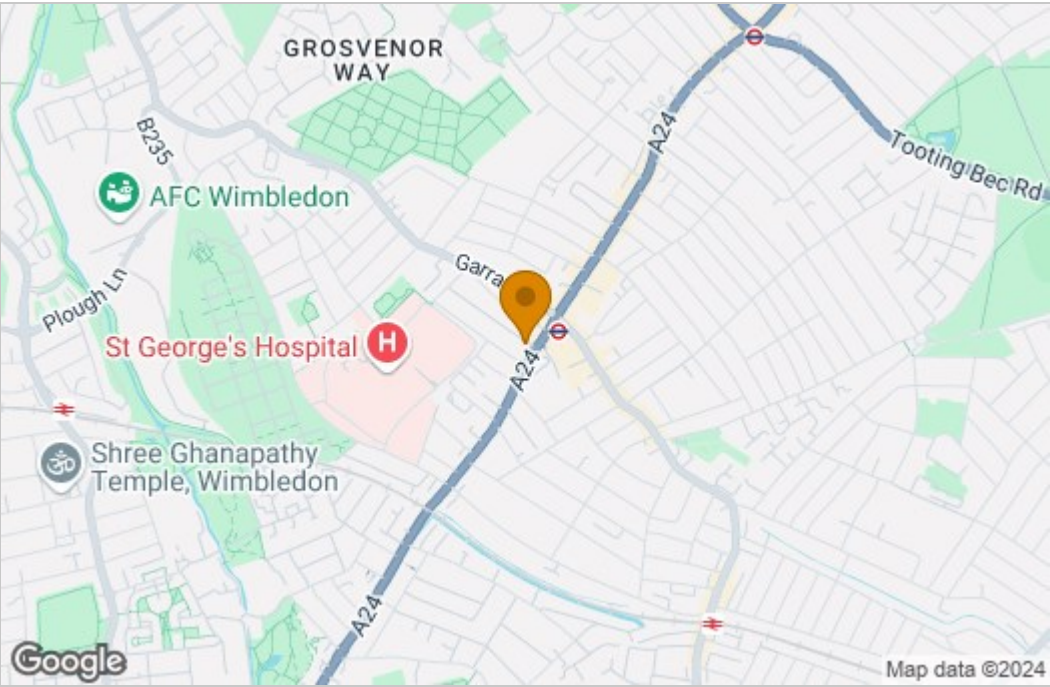 GROSVENOR
WAY
A24
B235
Tooting Bec Rd
AFC Wimbledon
Garra
Plough Ln
St George's Hospital
H
A24
Shree Ghanapathy
Temple, Wimbledon
A24
Google
Map data ©2024